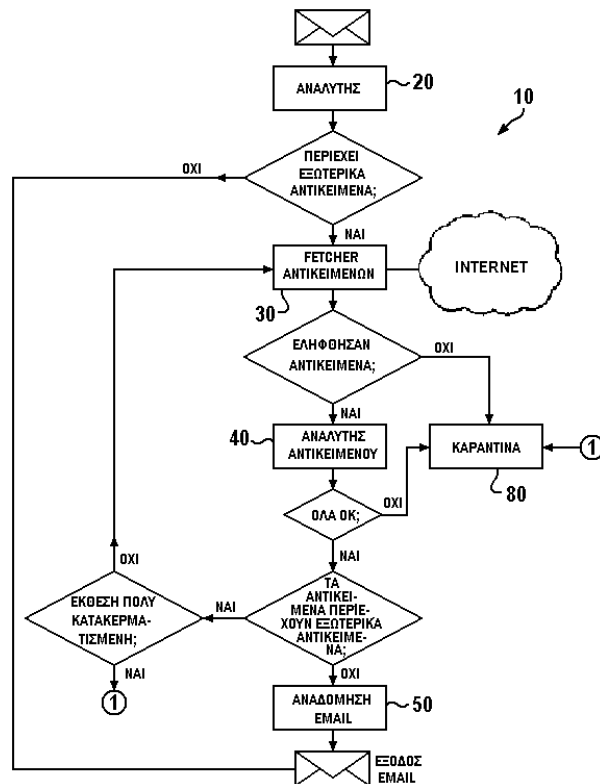 ΑΝΑΛΥΤΗΣ
20
10
ΠΕΡΙΕΧΕΙ
ΕΞΩΤΕΡΙΚΑ
ΑΝΤΙΚΕΙΜΕΝΑ;
ΟΧΙ
ΝΑΙ
FETCHER
ΑΝΤΙΚΕΙΜΕΝΩΝ
30
INTERNET
ΕΛΗΦΘΗΣΑΝ
ΑΝΤΙΚΕΙΜΕΝΑ;
ΟΧΙ
ΝΑΙ
40
ΑΝΑΛΥΤΗΣ
ΑΝΤΙΚΕΙΜΕΝΟΥ
ΚΑΡΑΝΤΙΝΑ
80
1
ΟΛΑ ΟΚ;
ΟΧΙ
ΝΑΙ
ΤΑ
ΑΝΤΙΚΕΙ-
ΜΕΝΑ ΠΕΡΙΕ-
ΧΟΥΝ ΕΞΩΤΕΡΙΚΑ
ΑΝΤΙΚΕΙΜΕ-
ΝΑ;
ΝΑΙ
ΟΧΙ
ΕΚΘΕΣΗ ΠΟΛΥ
ΚΑΤΑΚΕΡΜΑ-
ΤΙΣΜΕΝΗ;
ΟΧΙ
ΝΑΙ
1
ΑΝΑΔΟΜΗΣΗ
EMAIL
50
ΕΞΟΔΟΣ
EMAIL